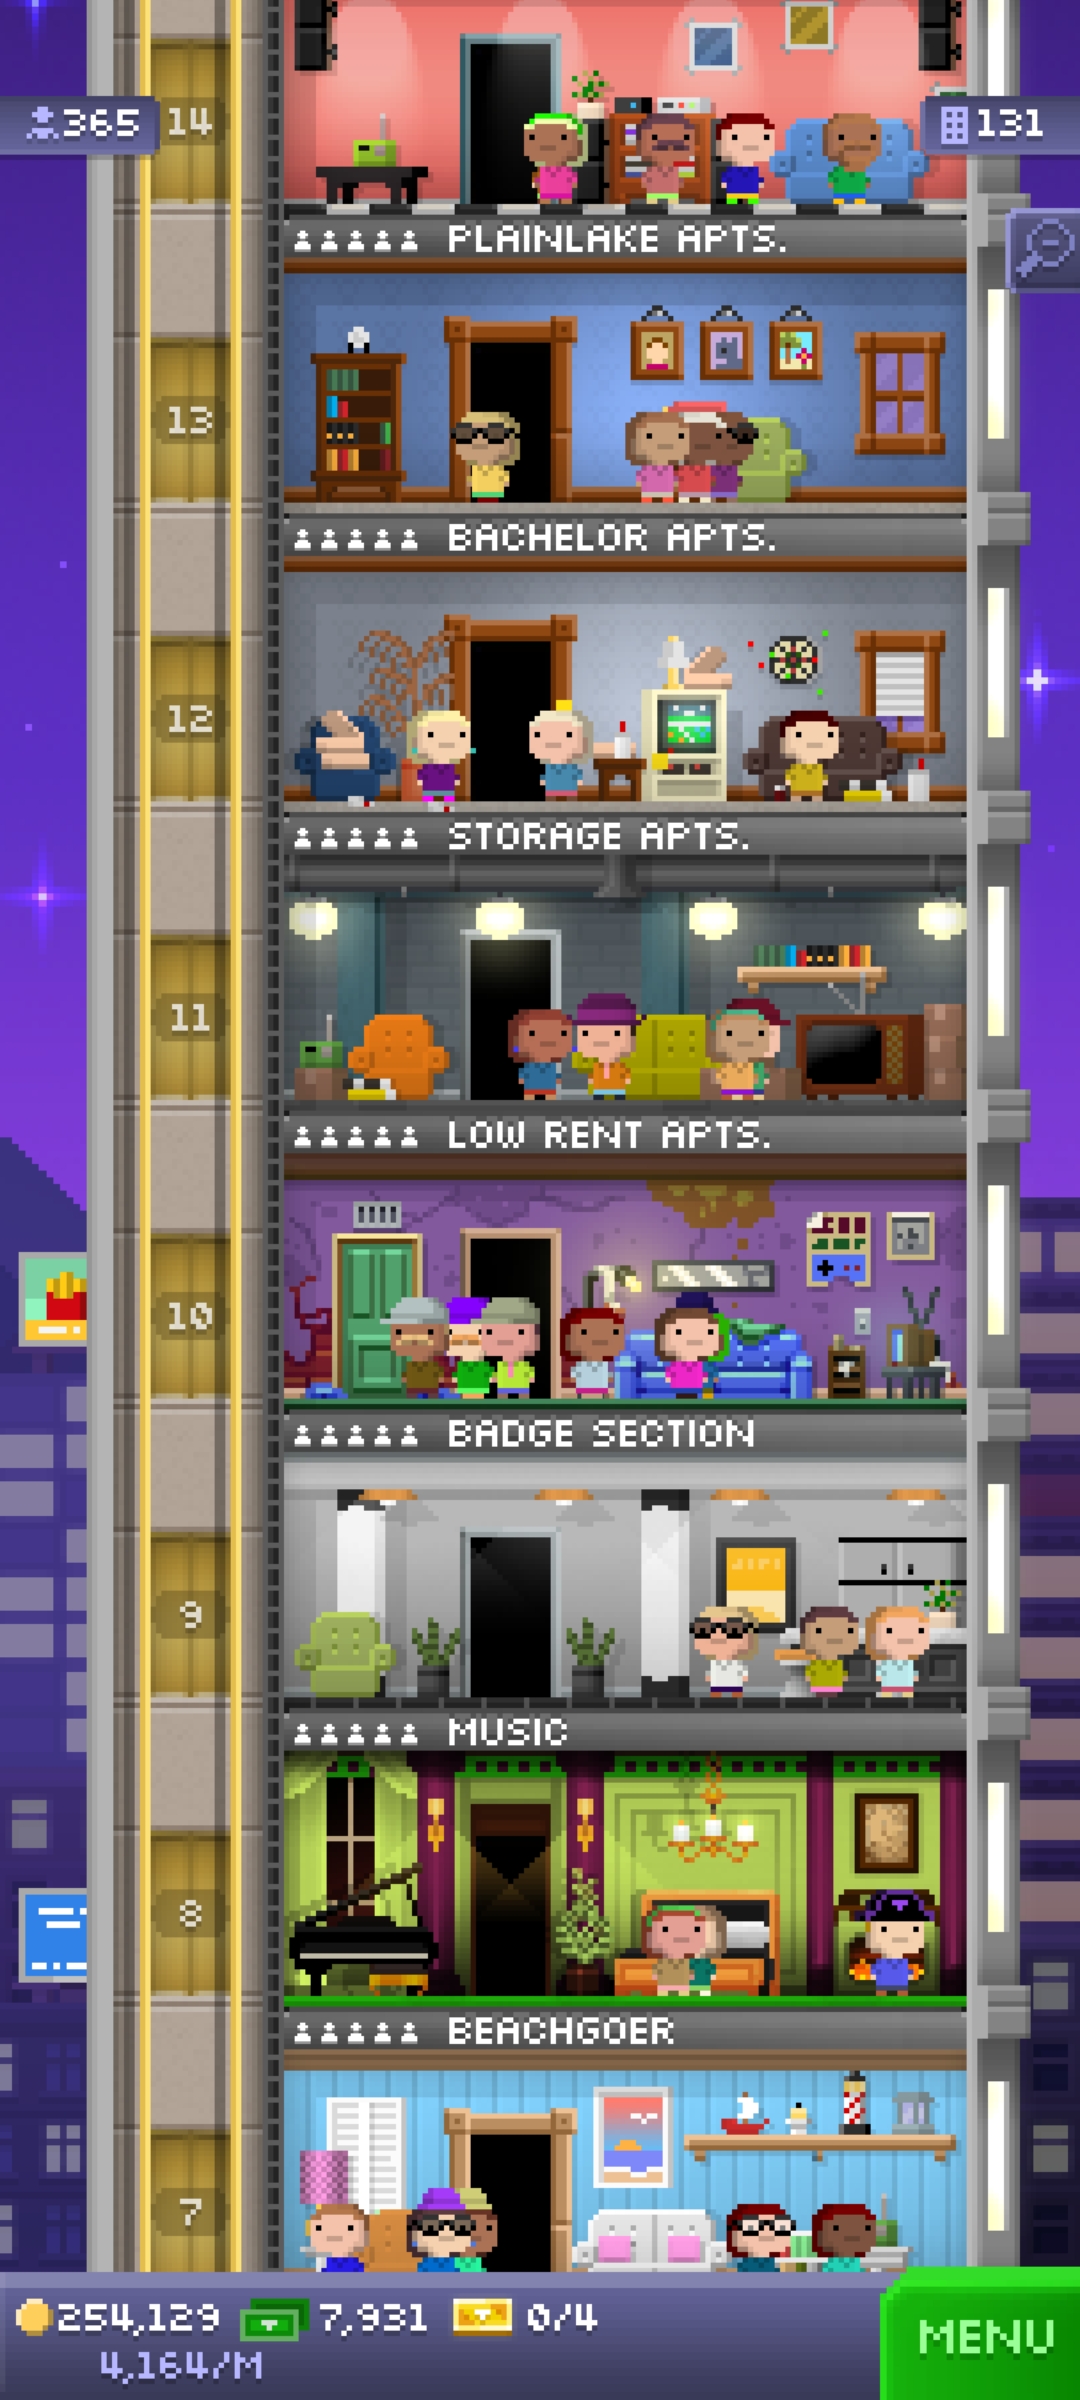 14
365
131
PLAINLAKE APTS.
13
BACHELOR APTS.
12
STORAGE APTS.
11
LOW RENT APTS.
10
BADGE SECTION
9
MUSIC
8
BEACHGOER
7
254,129 7,931 0/4
4,164/M
MENU